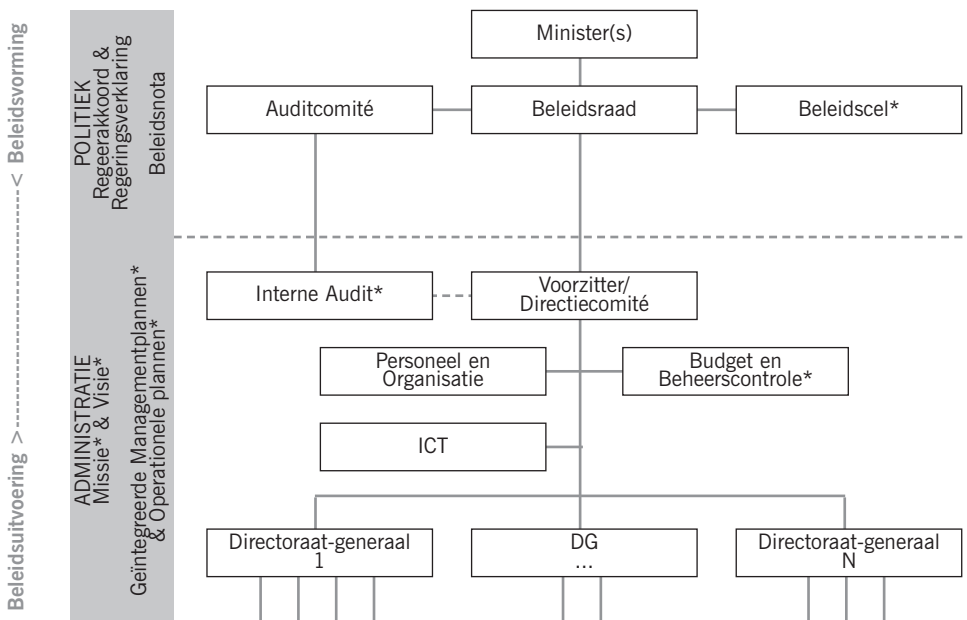 Beleidsuitvoering >------------------------< Beleidsvorming
POLITIEK
Regeerakkoord &
Regeringsverklaring
Beleidsnota
ADMINISTRATIE
Missie* & Visie*
Geïntegreerde Managementplannen*
& Operationele plannen*
Minister(s)
Auditcomité
Beleidsraad
Beleidscel*
Interne Audit*
Voorzitter/
Directiecomité
Personeel en
Organisatie
Budget en
Beheerscontrole*
ICT
Directoraat-generaal
1
DG
...
Directoraat-generaal
N